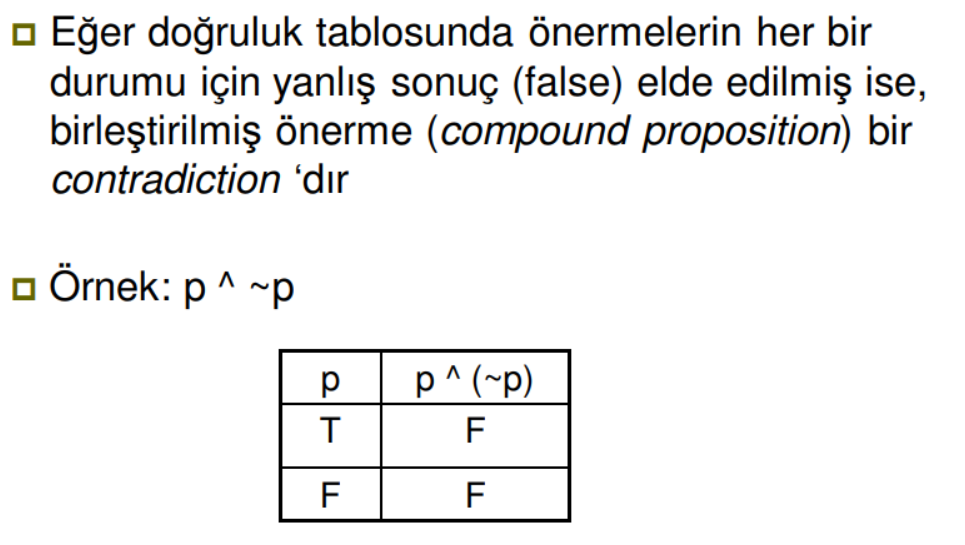 Eğer doğruluk tablosunda önermelerin her bir
durumu için yanlış sonuç (false) elde edilmiş ise,
birleştirilmiş önerme (compound proposition) bir
contradiction ‘dır
Örnek: p ^ ~p
p p ^ (~p)
T F
F F